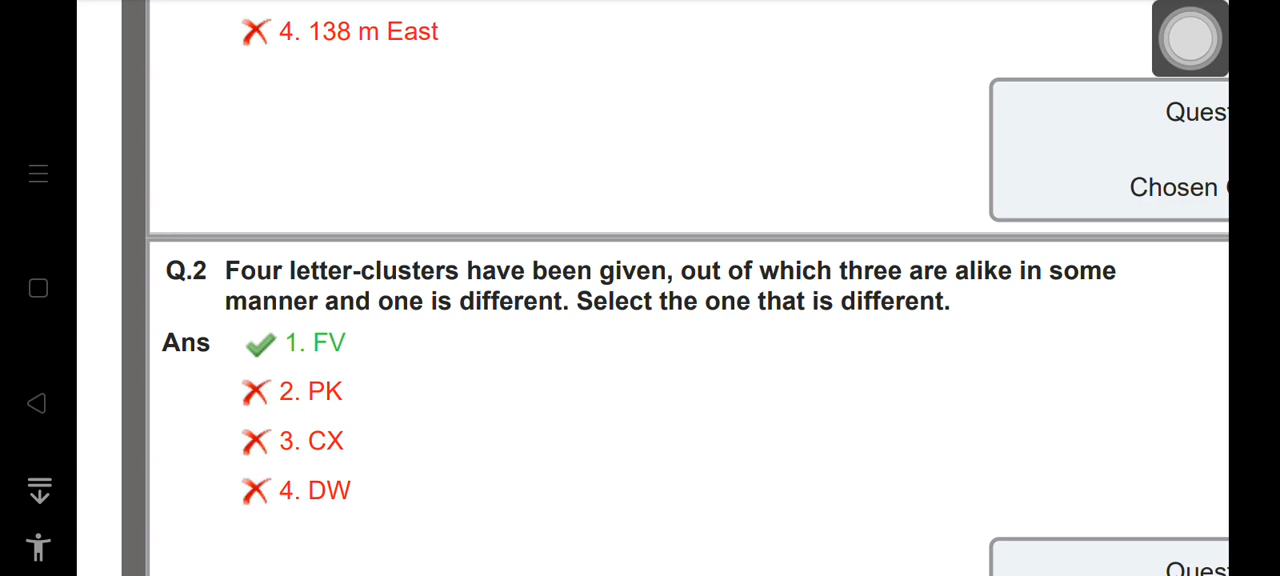 4. 138 m East
Chosen
Q.2 Four letter-clusters have been given, out of which three are alike in some
manner and one is different. Select the one that is different.
Ans 1. FV
2. PK
3. CX
4. DW